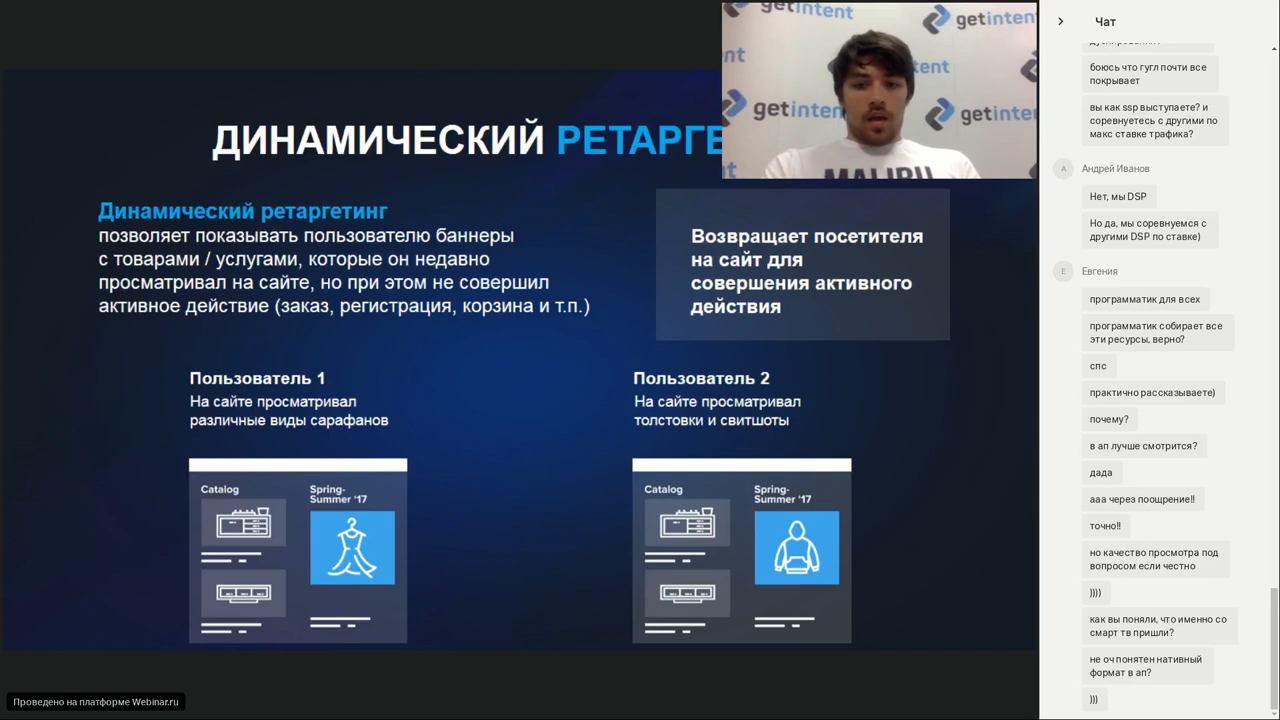 getintent
getintent
getintent
getintent
MALIBU
ДИНАМИЧЕСКИЙ РЕТАРГЕ
Динамический ретаргетинг
позволяет показывать пользователю баннеры
с товарами / услугами, которые он недавно
просматривал на сайте, но при этом не совершил
активное действие (заказ, регистрация, корзина и т.п.)
Возвращает посетителя
на сайт для
совершения активного
действия
Пользователь 1
На сайте просматривал
различные виды сарафанов
Catalog
Spring-
Summer '17
Пользователь 2
На сайте просматривал
толстовки и свитшоты
Catalog
Spring-
Summer '17
Проведено на платформе Webinar.ru
Чат
боюсь что гугл почти все
покрывает
вы как ssp выступаете? и
соревнуетесь с другими по
макс ставке трафика?
А
Андрей Иванов
Нет, мы DSP
Но да, мы соревнуемся с
другими DSP по ставке)
Е
Евгения
программатик для всех
программатик собирает все
эти ресурсы, верно?
спс
практично рассказываете)
почему?
в ап лучше смотрится?
дада
ааа через поощрение!!
точно!!
но качество просмотра под
вопросом если честно
))))
как вы поняли, что именно со
смарт тв пришли?
не оч понятен нативный
формат в ап?
)))